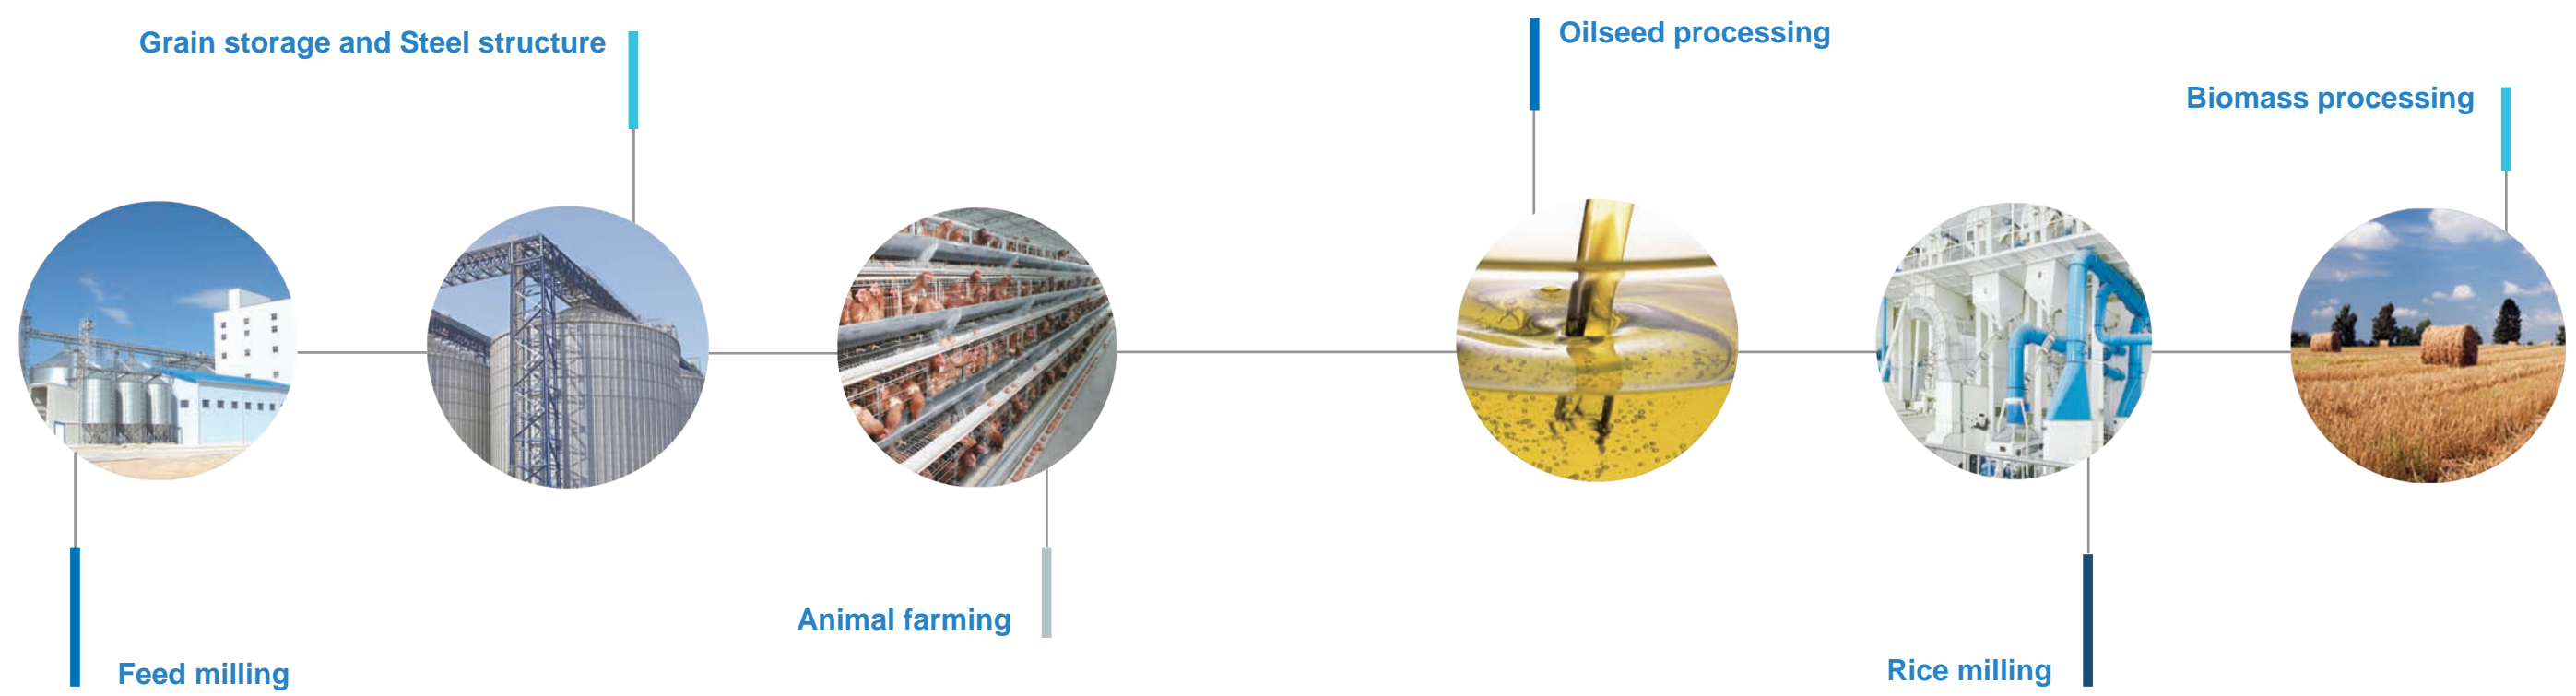 Grain storage and Steel structure
Oilseed processing
Biomass processing
Animal farming
Feed milling
Rice milling